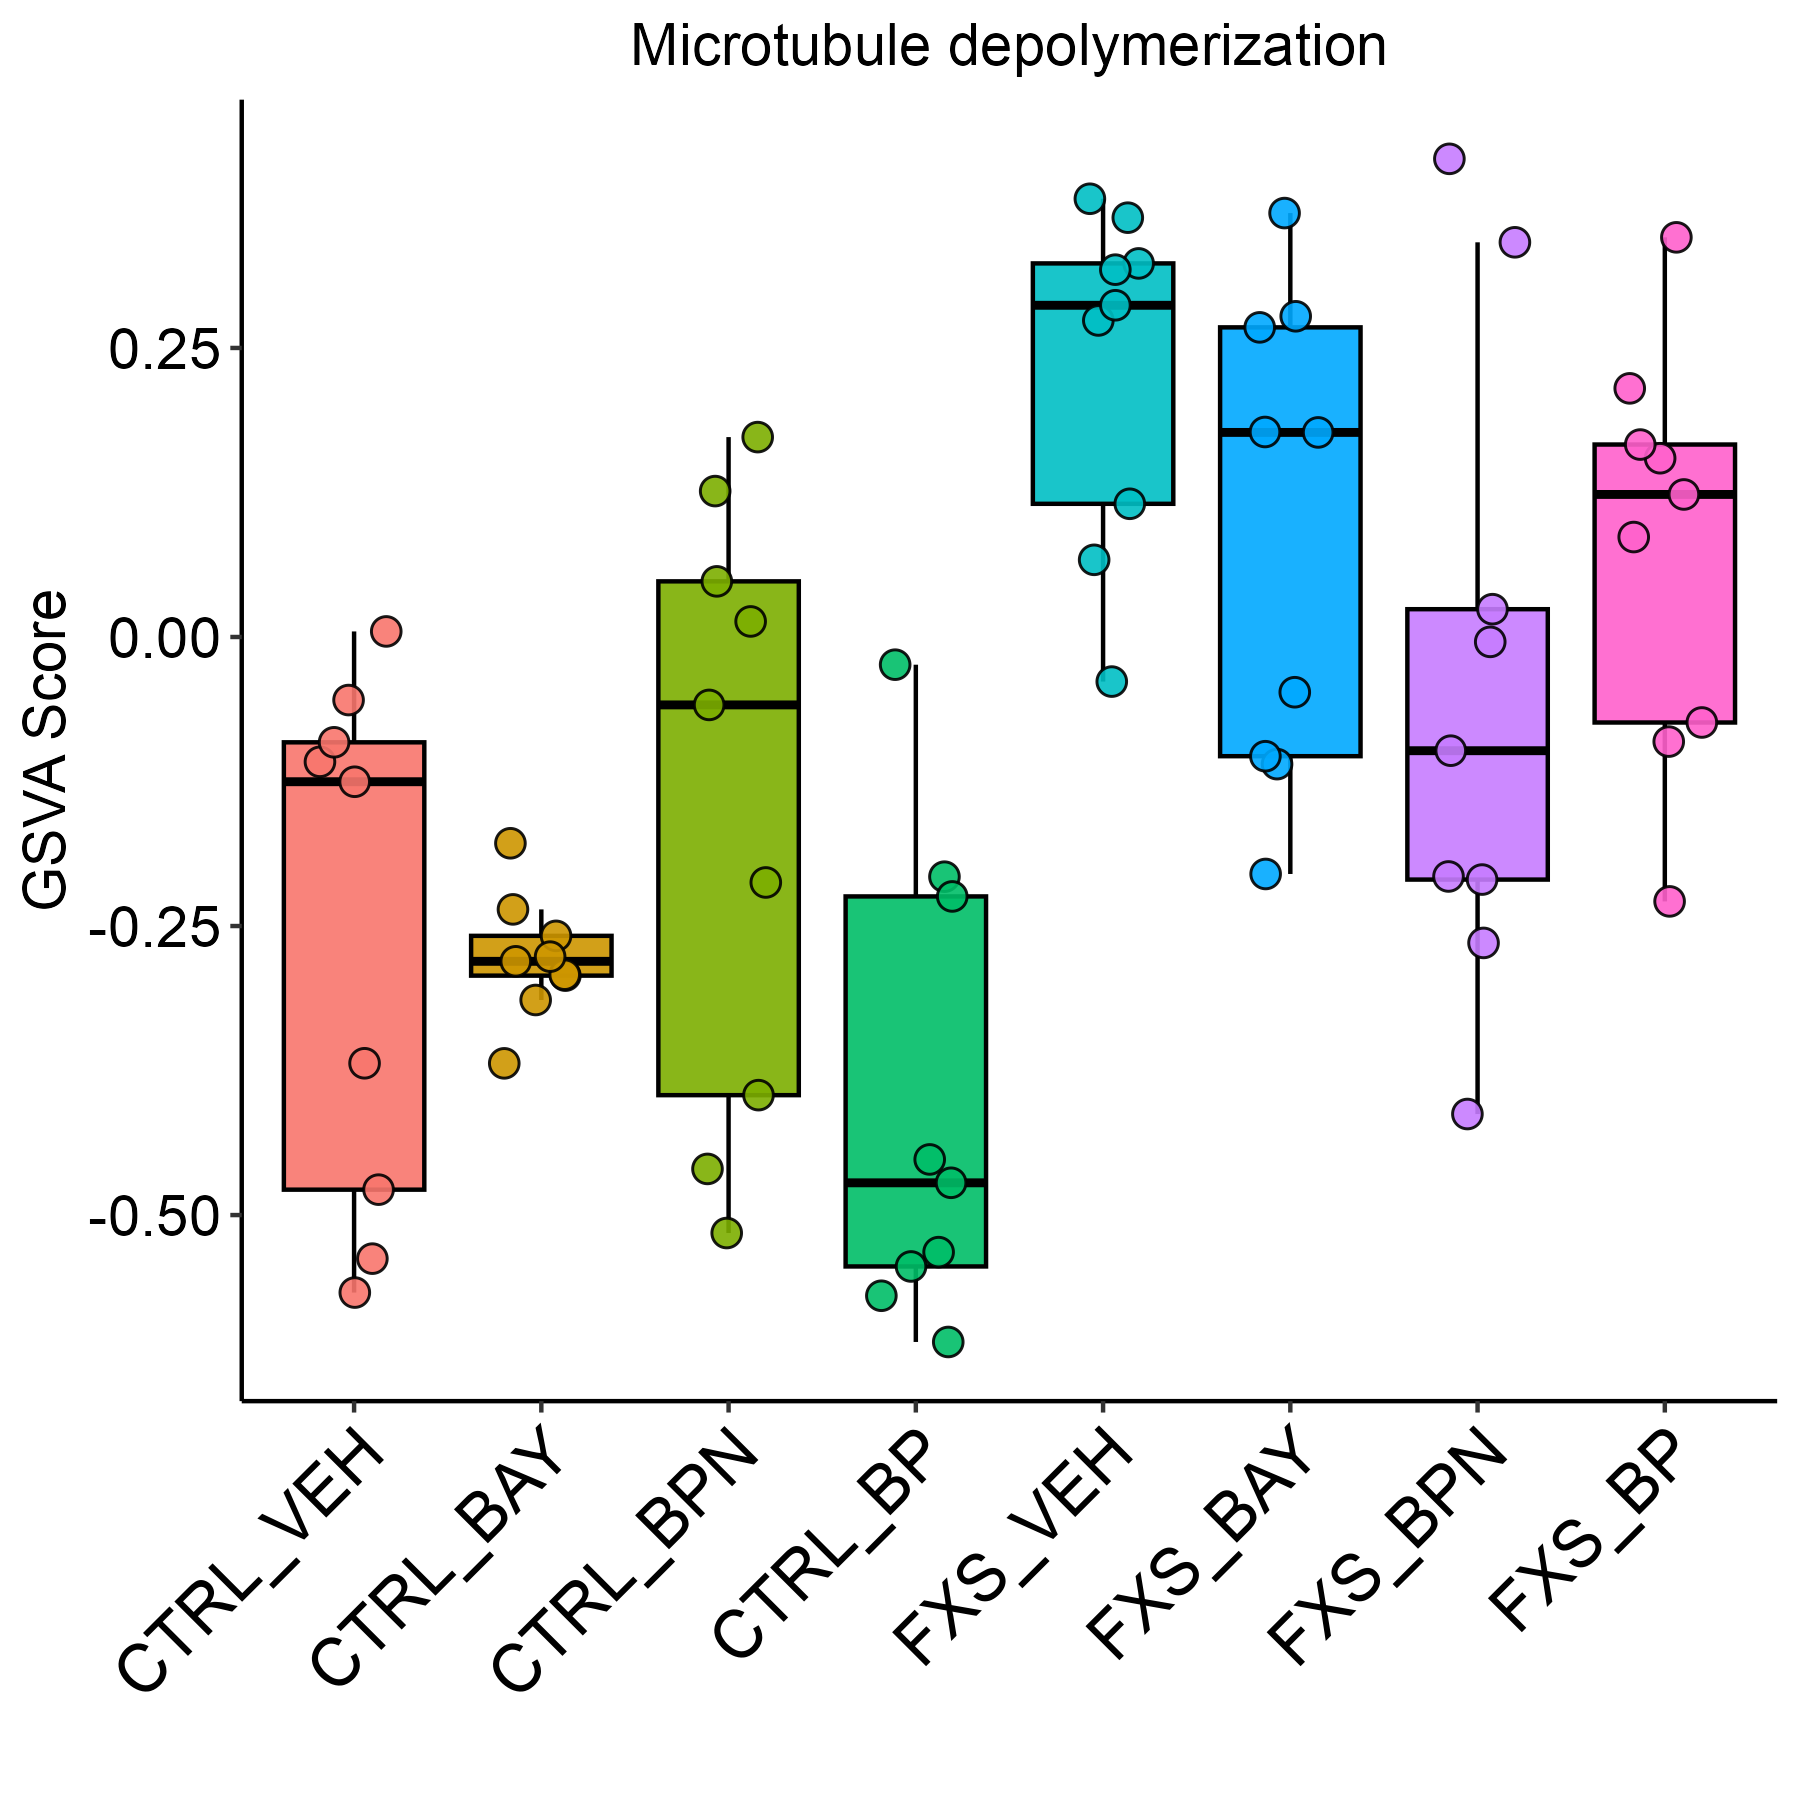 Microtubule depolymerization
GSVA Score
0.25
0.00
-0.25
-0.50
CTRL_VEH
CTRL_BAY
CTRL_BPN
CTRL_BP
FXS_VEH
FXS_BAY
FXS_BPN
FXS_BP